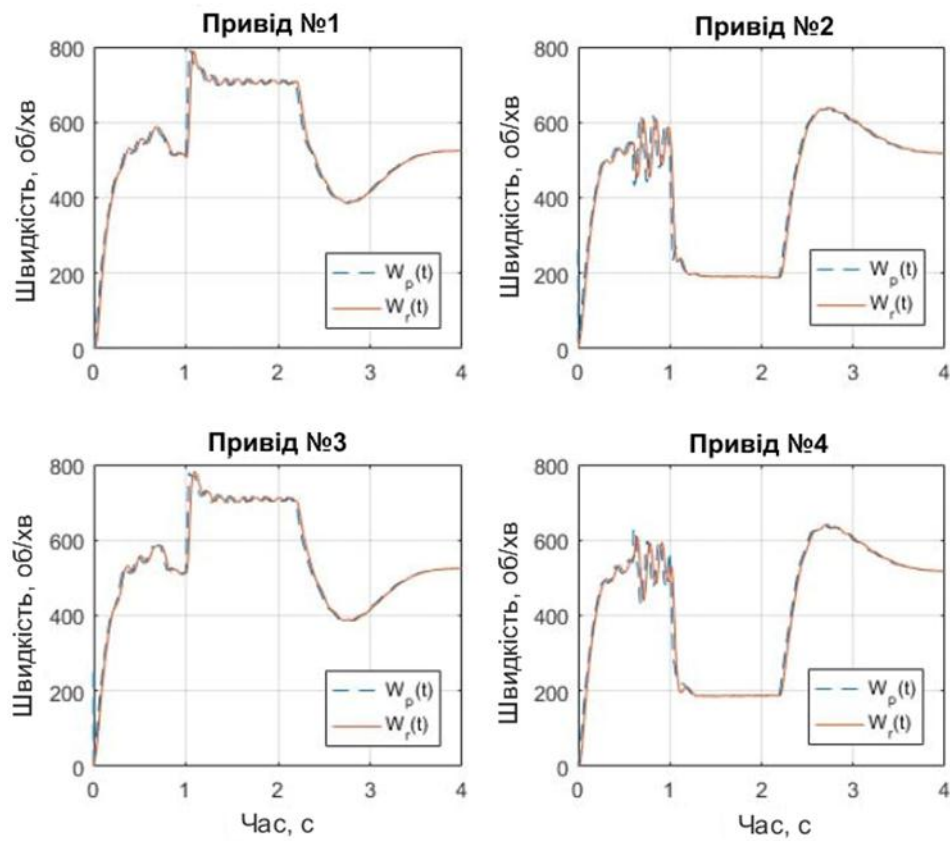 Привід №1
Швидкість, об/хв
800
600
400
200
0
0 1 2 3 4
W_p(t)
W_r(t)
Привід №2
Швидкість, об/хв
800
600
400
200
0
0 1 2 3 4
W_p(t)
W_r(t)
Привід №3
Швидкість, об/хв
800
600
400
200
0
0 1 2 3 4
Час, с
W_p(t)
W_r(t)
Привід №4
Швидкість, об/хв
800
600
400
200
0
0 1 2 3 4
Час, с
W_p(t)
W_r(t)